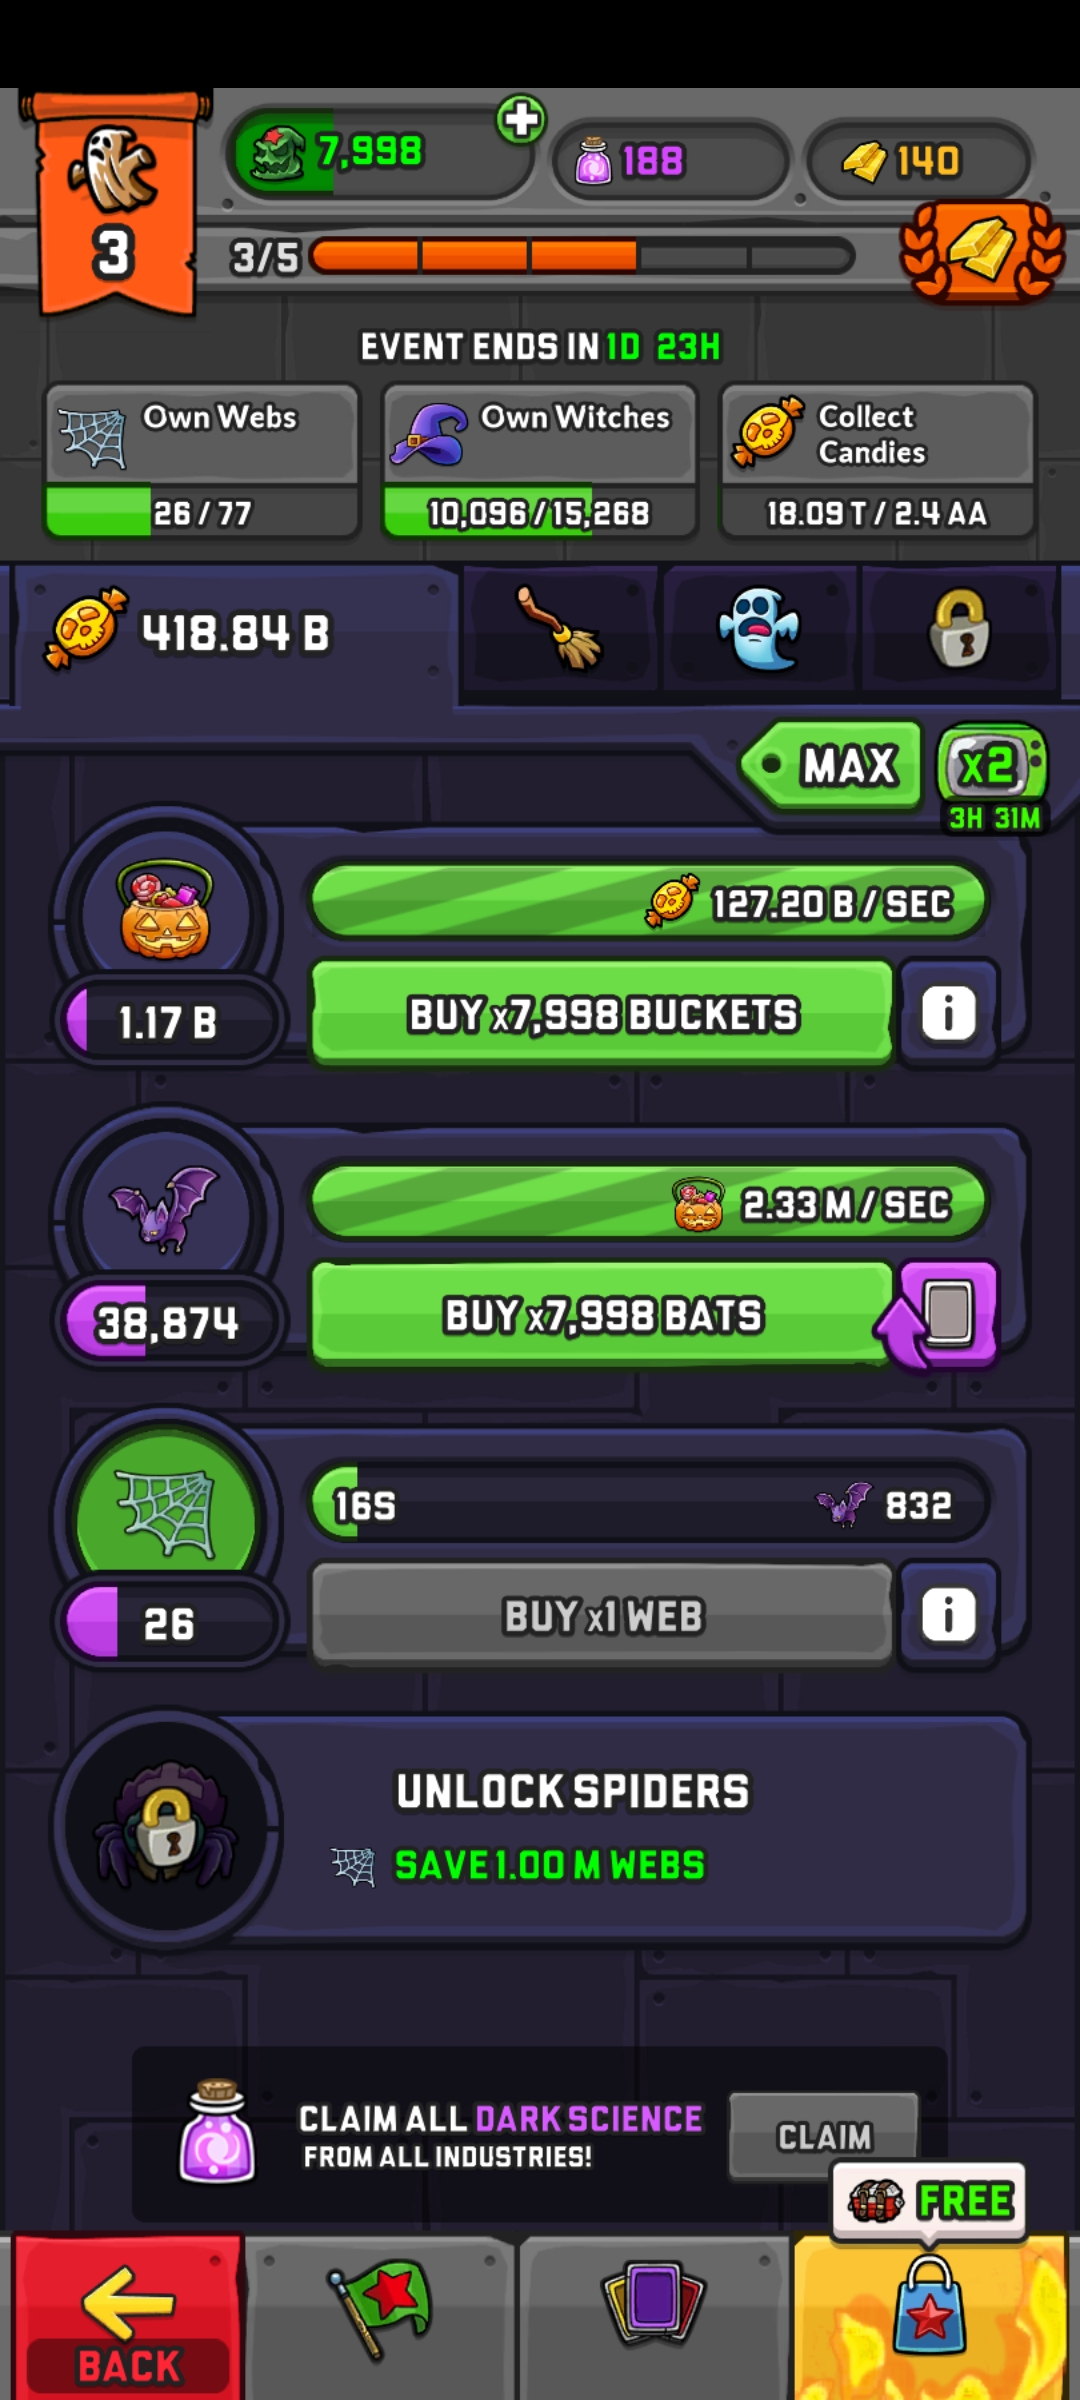 3
7,998
188
140
3/5
EVENT ENDS IN 1D 23H
Own Webs
26 / 77
Own Witches
10,096 / 15,268
Collect
Candies
18.09 T / 2.4 AA
418.84 B
MAX
x2
3H 31M
127.20 B / SEC
1.17 B
BUY x7,998 BUCKETS
i
2.33 M / SEC
38,874
BUY x7,998 BATS
16S
832
26
BUY x1 WEB
i
UNLOCK SPIDERS
SAVE 1.00 M WEBS
CLAIM ALL DARK SCIENCE
FROM ALL INDUSTRIES!
CLAIM
FREE
BACK